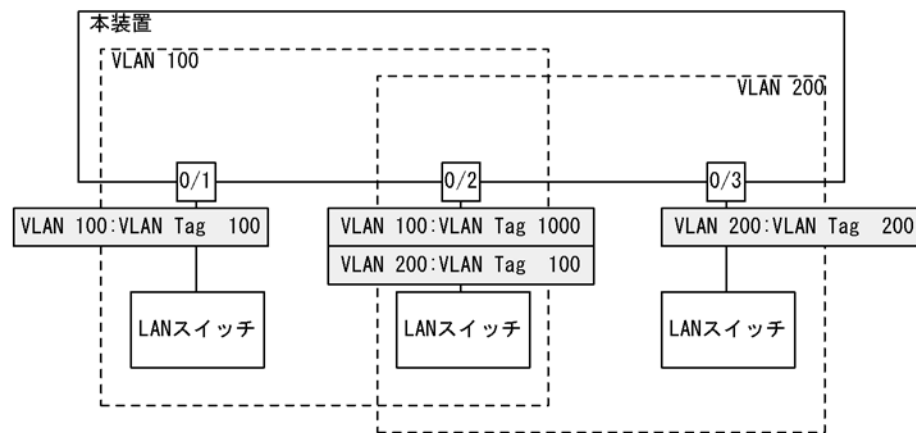 本装置
VLAN 100
VLAN 200
0/1
0/2
0/3
VLAN 100:VLAN Tag 100
VLAN 100:VLAN Tag 1000
VLAN 200:VLAN Tag 200
VLAN 200:VLAN Tag 100
LANスイッチ
LANスイッチ
LANスイッチ